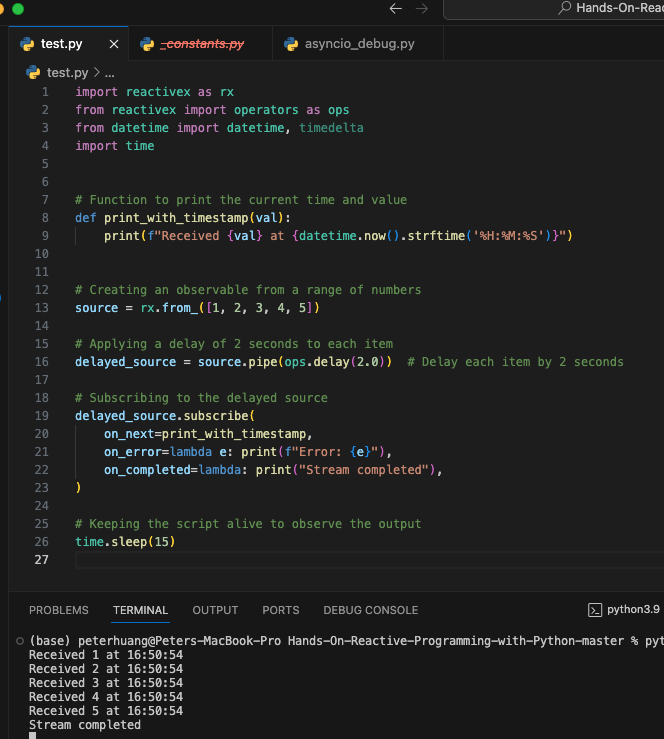 Hands-On-Reac
test.py
_constants.py
asyncio_debug.py
test.py > ...
1 import reactivex as rx
2 from reactivex import operators as ops
3 from datetime import datetime, timedelta
4 import time
5
6
7 # Function to print the current time and value
8 def print_with_timestamp(val):
9     print(f"Received {val} at {datetime.now().strftime('%H:%M:%S')}")
10
11
12 # Creating an observable from a range of numbers
13 source = rx.from_([1, 2, 3, 4, 5])
14
15 # Applying a delay of 2 seconds to each item
16 delayed_source = source.pipe(ops.delay(2.0))  # Delay each item by 2 seconds
17
18 # Subscribing to the delayed source
19 delayed_source.subscribe(
20     on_next=print_with_timestamp,
21     on_error=lambda e: print(f"Error: {e}"),
22     on_completed=lambda: print("Stream completed"),
23 )
24
25 # Keeping the script alive to observe the output
26 time.sleep(15)
27
PROBLEMS TERMINAL OUTPUT PORTS DEBUG CONSOLE python3.9
(base) peterhuang@Peters-MacBook-Pro Hands-On-Reactive-Programming-with-Python-master % pyt
Received 1 at 16:50:54
Received 2 at 16:50:54
Received 3 at 16:50:54
Received 4 at 16:50:54
Received 5 at 16:50:54
Stream completed